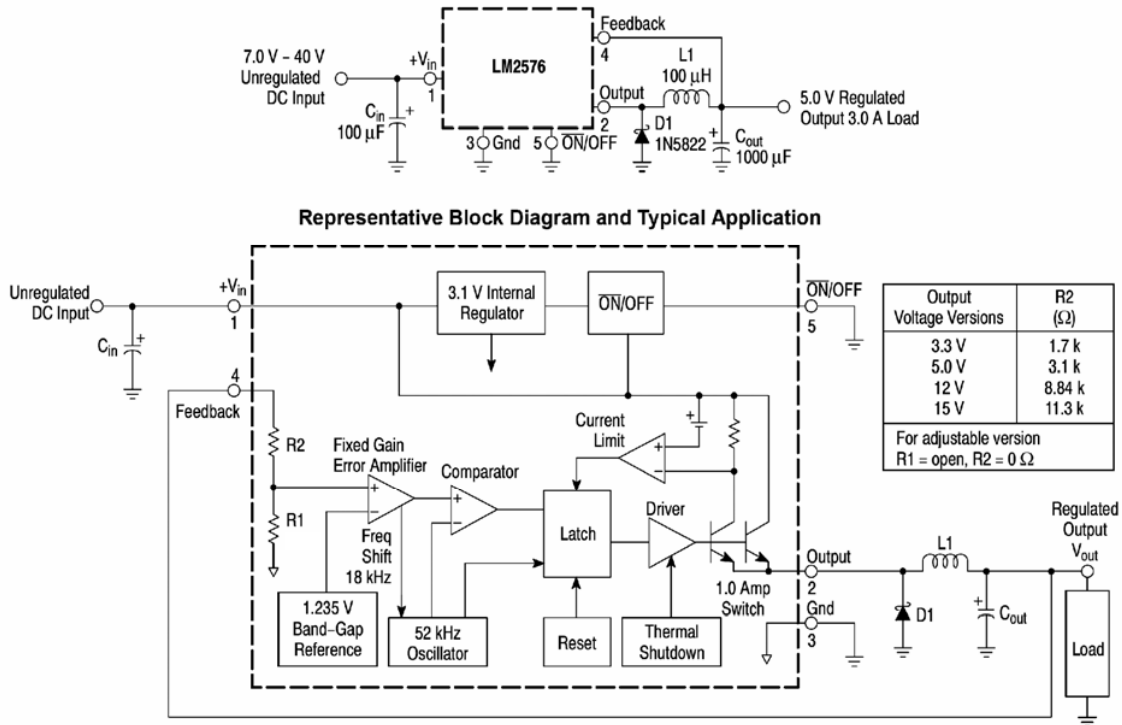 7.0 V – 40 V
Unregulated
DC Input
+Vin
1
Cin
+
100 μF
LM2576
3
Gnd
5
ON/OFF
Feedback
4
Output
2
L1
100 μH
D1
1N5822
+
Cout
1000 μF
5.0 V Regulated
Output 3.0 A Load
Representative Block Diagram and Typical Application
Unregulated
DC Input
+Vin
1
Cin
+
3.1 V Internal
Regulator
ON/OFF
ON/OFF
5
Output
Voltage Versions
R2
(Ω)
3.3 V
1.7 k
5.0 V
3.1 k
12 V
8.84 k
15 V
11.3 k
For adjustable version
R1 = open, R2 = 0 Ω
4
Feedback
R2
R1
Fixed Gain
Error Amplifier
+
–
Comparator
+
–
Current
Limit
+
–
+
Freq
Shift
18 kHz
Latch
Driver
1.0 Amp
Switch
1.235 V
Band–Gap
Reference
52 kHz
Oscillator
Reset
Thermal
Shutdown
Output
2
Gnd
3
L1
D1
+
Cout
Regulated
Output
Vout
Load